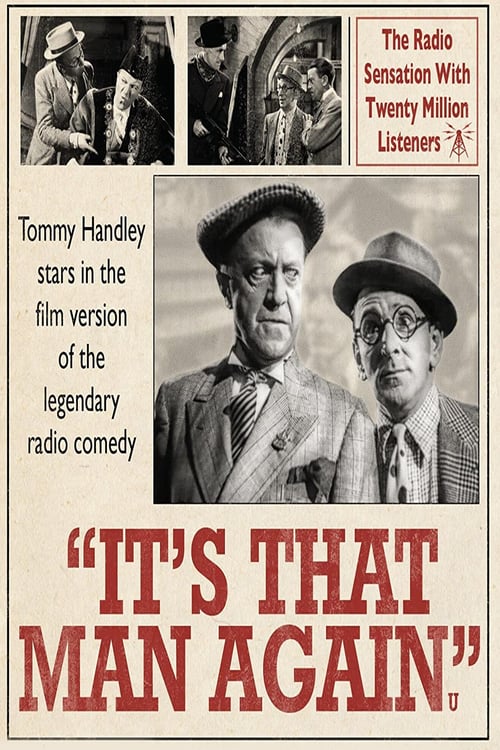 The Radio
Sensation With
Twenty Million
Listeners
Tommy Handley
stars in the
film version
of the
legendary
radio comedy
“IT’S THAT
MAN AGAIN”
U